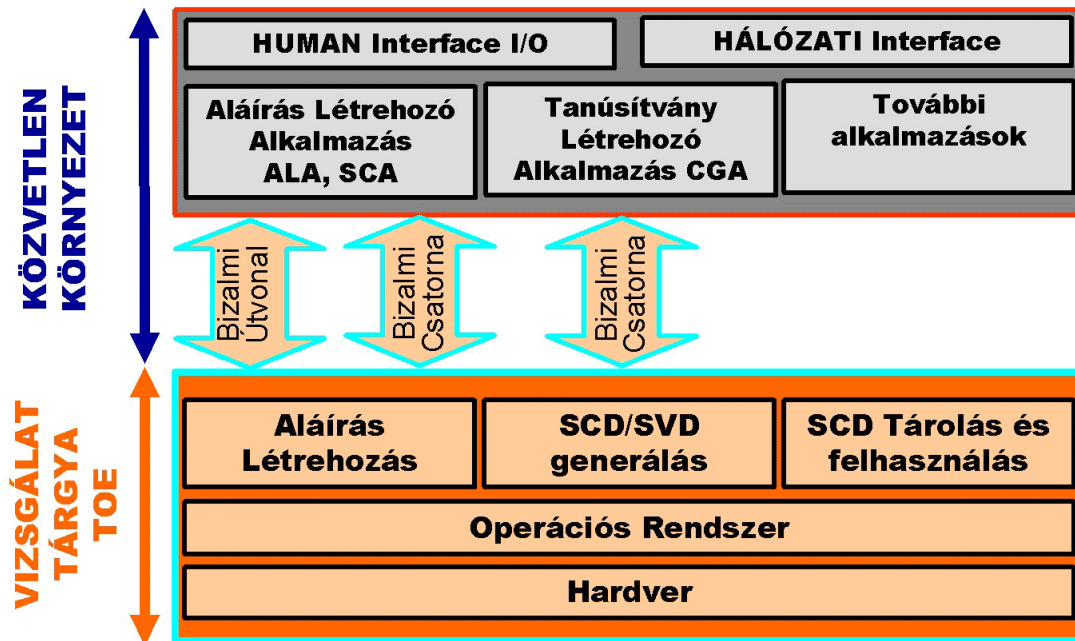 KÖZVETLEN
KÖRNYEZET
HUMAN Interface I/O
HÁLÓZATI Interface
Aláírás Létrehozó
Alkalmazás
ALA, SCA
Tanúsítvány
Létrehozó
Alkalmazás CGA
További
alkalmazások
Bizalmi
Útvonal
Bizalmi
Csatorna
Bizalmi
Csatorna
VIZSGÁLAT
TÁRGYA
TOE
Aláírás
Létrehozás
SCD/SVD
generálás
SCD Tárolás és
felhasználás
Operációs Rendszer
Hardver